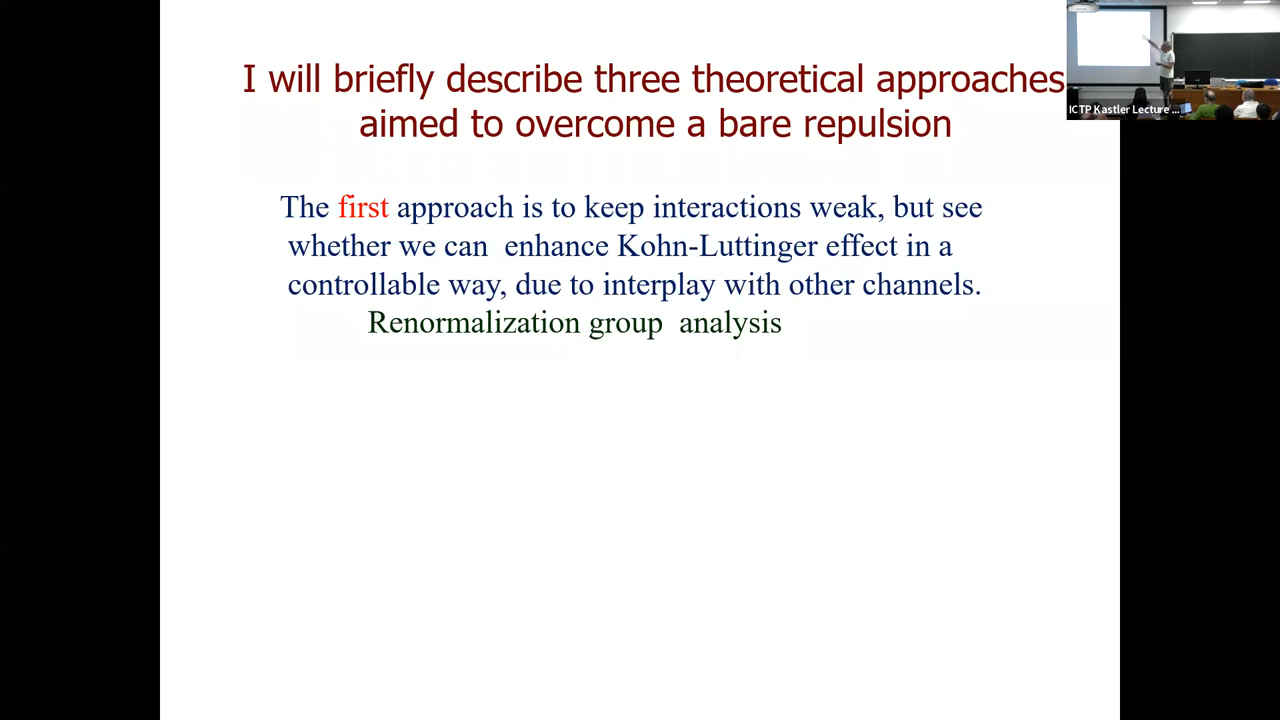 I will briefly describe three theoretical approaches
aimed to overcome a bare repulsion
ICTP Kastler Lecture ...
The first approach is to keep interactions weak, but see
whether we can enhance Kohn-Luttinger effect in a
controllable way, due to interplay with other channels.
Renormalization group analysis